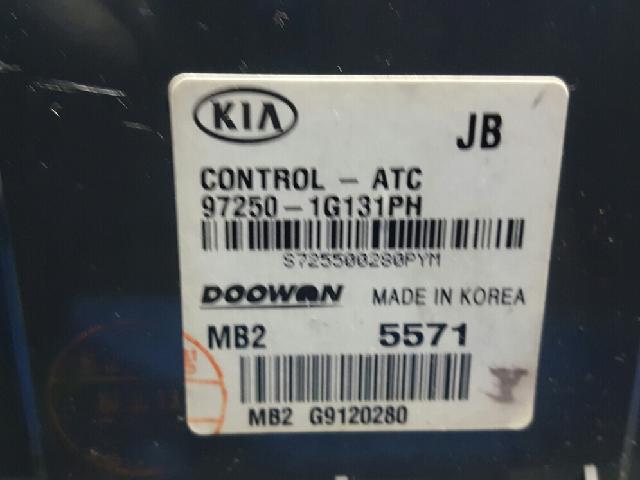 KIA
JB
CONTROL - ATC
97250-1G131PH
S725500280PYM
DOOWON MADE IN KOREA
MB2 5571
MB2 G9120280